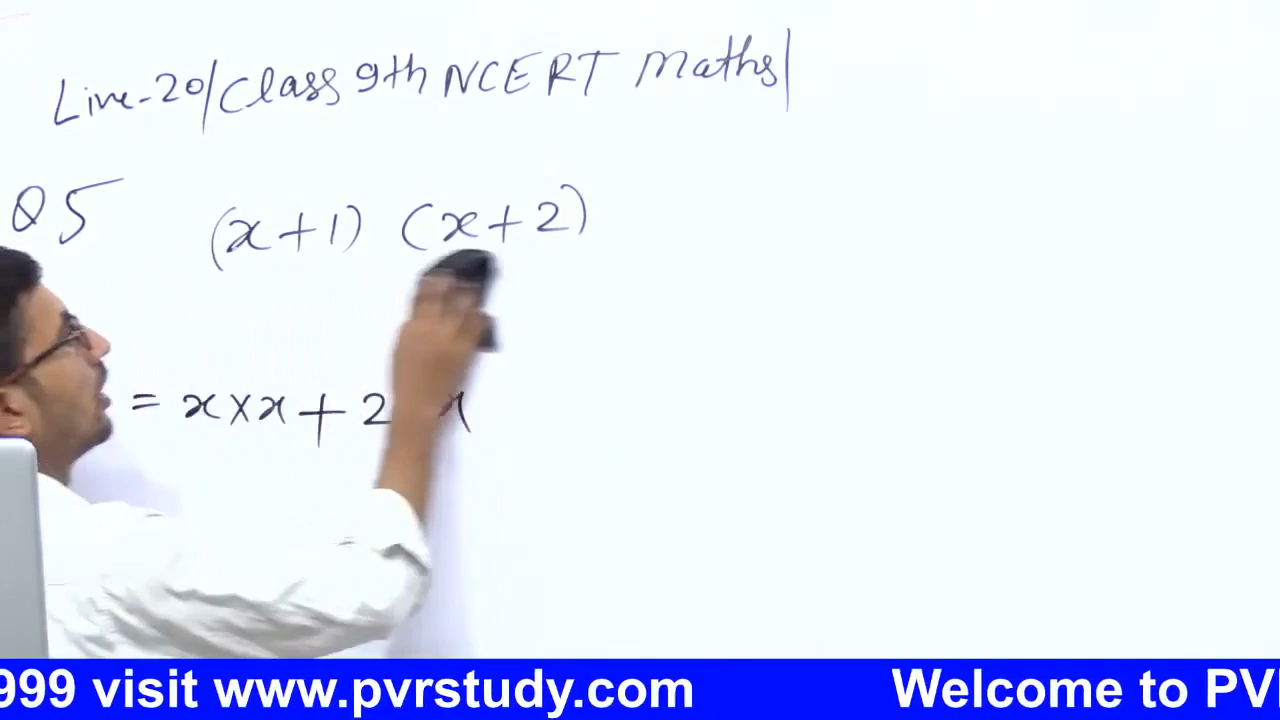 Live-20/Class 9th NCERT Maths/
Q5 (x+1) (x+2)
= x×x+2 x
999 visit www.pvrstudy.com Welcome to PV